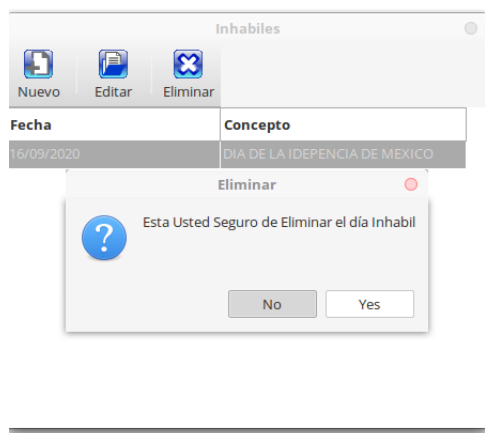 Inhabiles
Nuevo Editar Eliminar
Fecha Concepto
16/09/2020 DIA DE LA IDEPENCIA DE MEXICO
Eliminar
Esta Usted Seguro de Eliminar el día Inhabil
No Yes